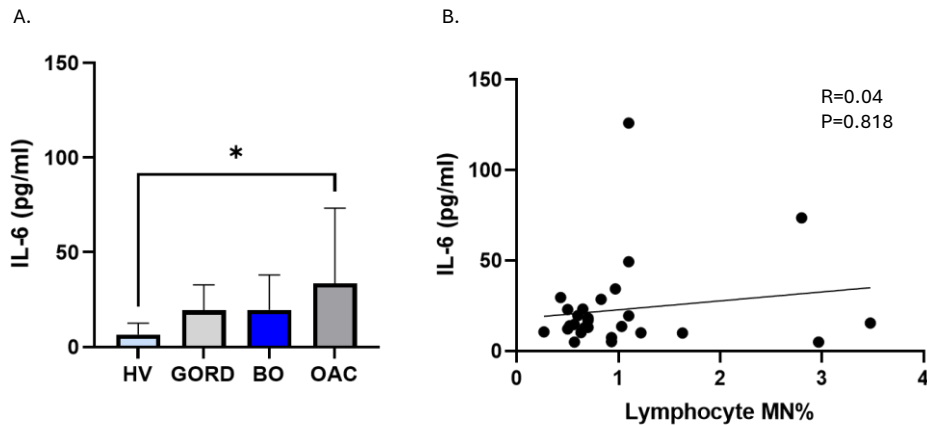 A.
150
100
50
0
IL-6 (pg/ml)
*
HV GORD BO OAC
B.
150
100
50
0
IL-6 (pg/ml)
R=0.04
P=0.818
0 1 2 3 4
Lymphocyte MN%